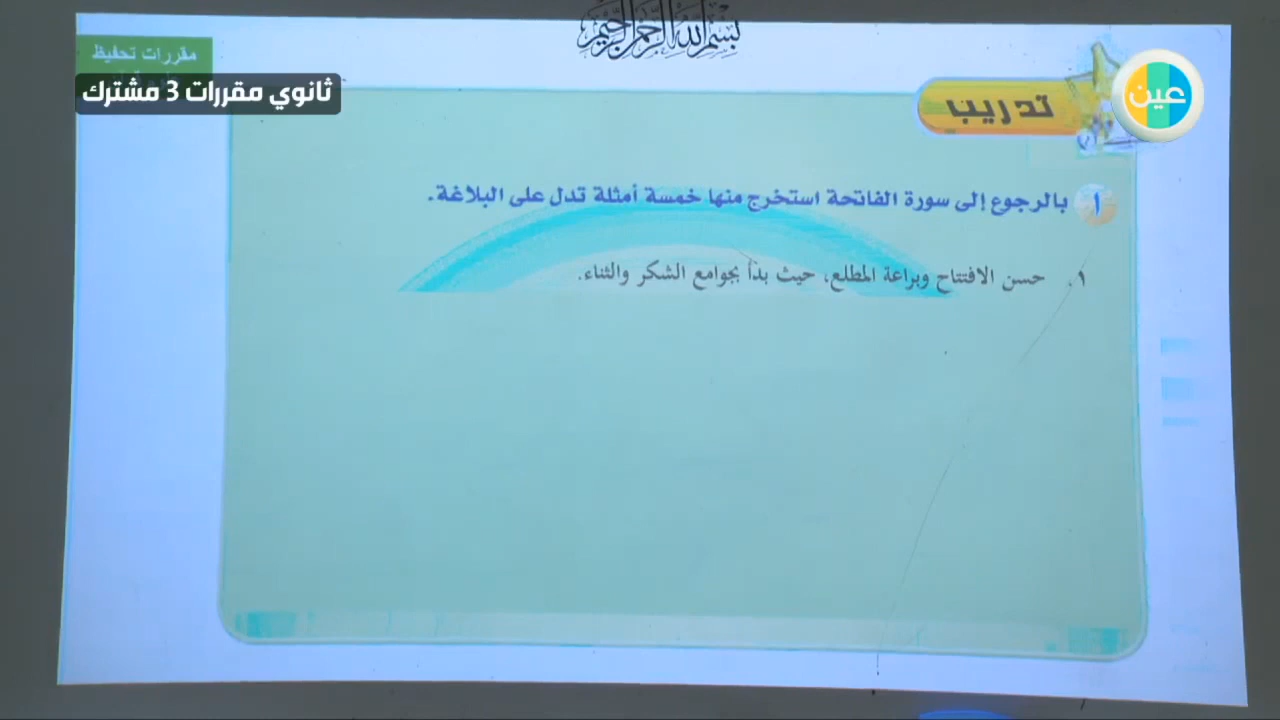 بسم الله الرحمن الرحيم
مقررات تحفيظ
ثانوي مقررات 3 مشترك
عين
تدريب
١ بالرجوع إلى سورة الفاتحة استخرج منها خمسة أمثلة تدل على البلاغة.
١. حسن الافتتاح وبراعة المطلع، حيث بدأ بجوامع الشكر والثناء.